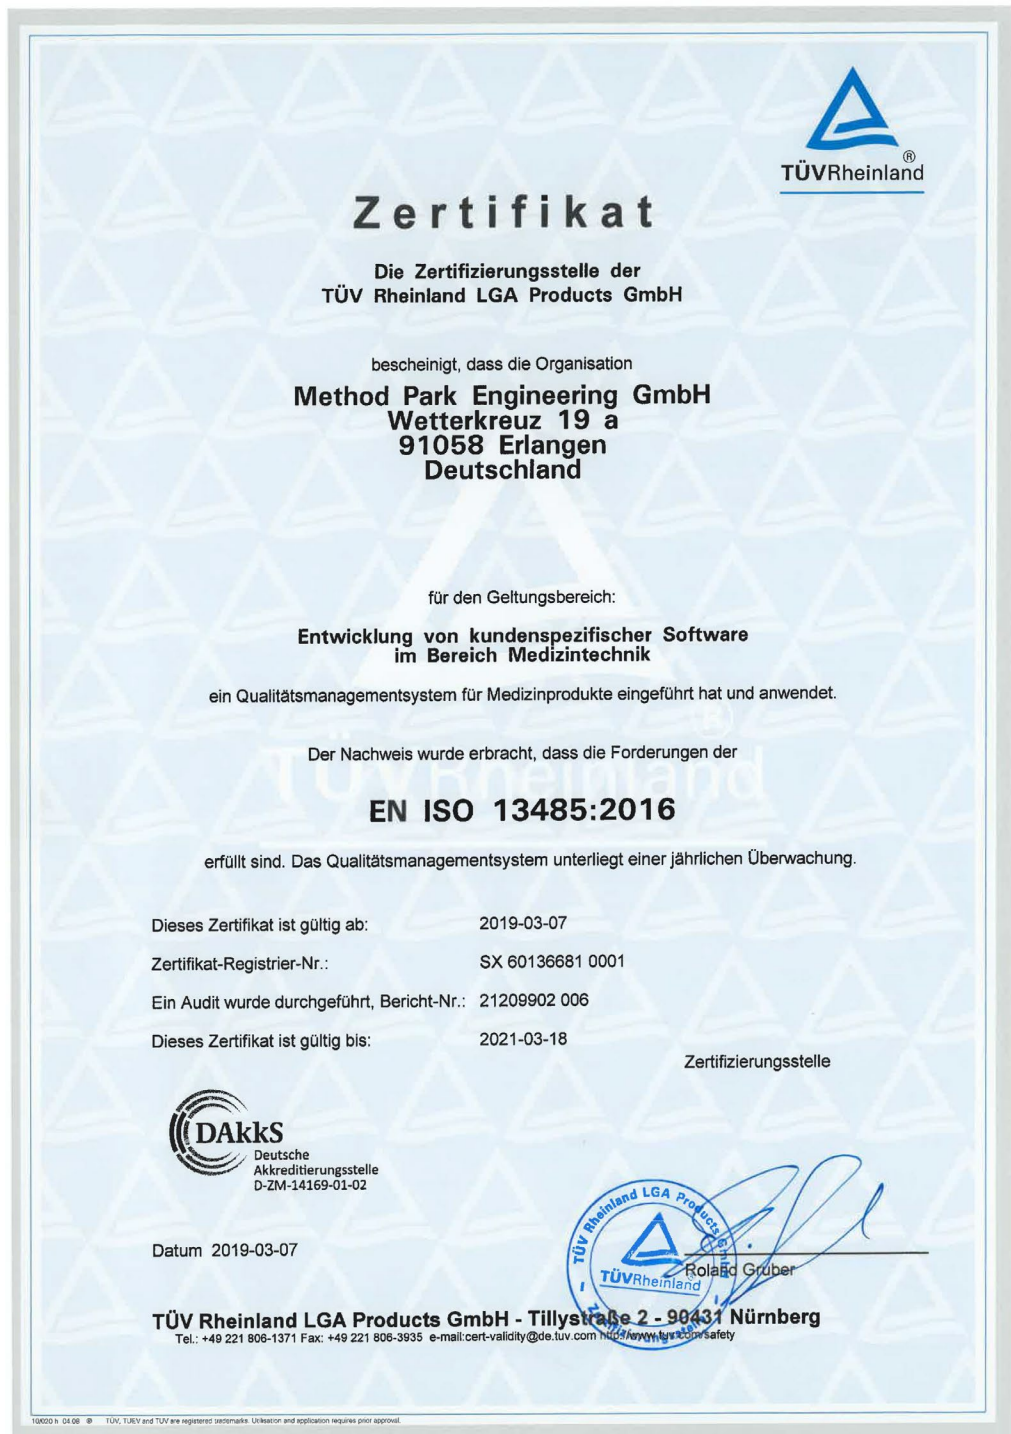 TÜVRheinland®
Zertifikat
Die Zertifizierungsstelle der
TÜV Rheinland LGA Products GmbH
bescheinigt, dass die Organisation
Method Park Engineering GmbH
Wetterkreuz 19 a
91058 Erlangen
Deutschland
für den Geltungsbereich:
Entwicklung von kundenspezifischer Software
im Bereich Medizintechnik
ein Qualitätsmanagementsystem für Medizinprodukte eingeführt hat und anwendet.
Der Nachweis wurde erbracht, dass die Forderungen der
TÜVRheinland®
EN ISO 13485:2016
erfüllt sind. Das Qualitätsmanagementsystem unterliegt einer jährlichen Überwachung.
Dieses Zertifikat ist gültig ab: 2019-03-07
Zertifikat-Registrier-Nr.: SX 60136681 0001
Ein Audit wurde durchgeführt, Bericht-Nr.: 21209902 006
Dieses Zertifikat ist gültig bis: 2021-03-18
Zertifizierungsstelle
DAkkS
Deutsche
Akkreditierungsstelle
D-ZM-14169-01-02
TÜV Rheinland LGA Products GmbH
TÜVRheinland
Zertifizierungsstelle
Datum 2019-03-07
Roland Gruber
TÜV Rheinland LGA Products GmbH - Tillystraße 2 - 90431 Nürnberg
Tel.: +49 221 806-1371 Fax: +49 221 806-3935 e-mail:cert-validity@de.tuv.com http://www.tuv.com/safety
10/020 h 04.08 ® TÜV, TUEV and TUV are registered trademarks. Utilisation and application requires prior approval.